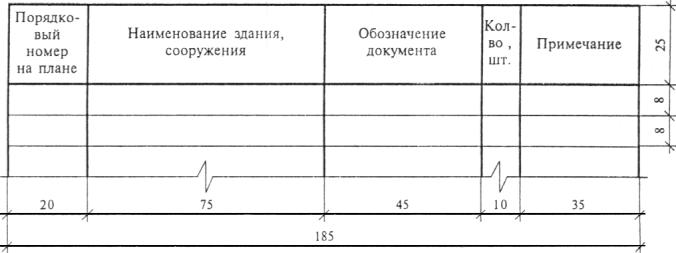 Порядко-
вый
номер
на плане
Наименование здания,
сооружения
Обозначение
документа
Кол-
во ,
шт.
Примечание
25
8
8
20
75
45
10
35
185